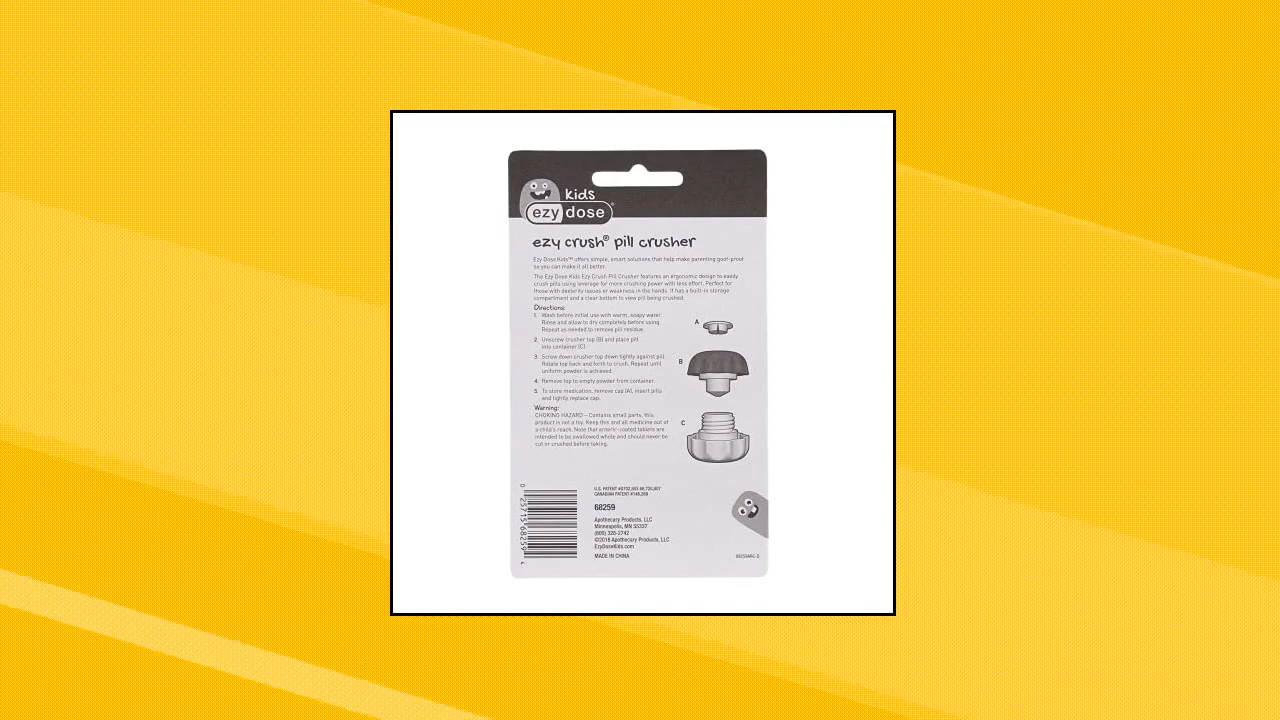 kids
ezy dose®
ezy crush® pill crusher
Ezy Dose Kids™ offers simple, smart solutions that help make parenting goof-proof
so you can make it all better.
The Ezy Dose Kids Ezy Crush Pill Crusher features an ergonomic design to easily
crush pills using leverage for more crushing power with less effort. Perfect for
those with dexterity issues or weakness in the hands. It has a built-in storage
compartment and a clear bottom to view pill being crushed.
Directions:
1. Wash before initial use with warm, soapy water.
Rinse and allow to dry completely before using.
Repeat as needed to remove pill residue.
2. Unscrew crusher top (B) and place pill
into container (C).
3. Screw down crusher top down tightly against pill.
Rotate top back and forth to crush. Repeat until
uniform powder is achieved.
4. Remove top to empty powder from container.
5. To store medication, remove cap (A), insert pills
and tightly replace cap.
Warning:
CHOKING HAZARD – Contains small parts, this
product is not a toy. Keep this and all medicine out of
a child's reach. Note that enteric-coated tablets are
intended to be swallowed whole and should never be
cut or crushed before taking.
A
B
C
0 25715 68259
U.S. PATENT
CANADIAN PATENT
68259
Apothecary Products, LLC
Minneapolis, MN 55337
(800) 328-2742
©2018 Apothecary Products, LLC
EzyDoseKids.com
MADE IN CHINA